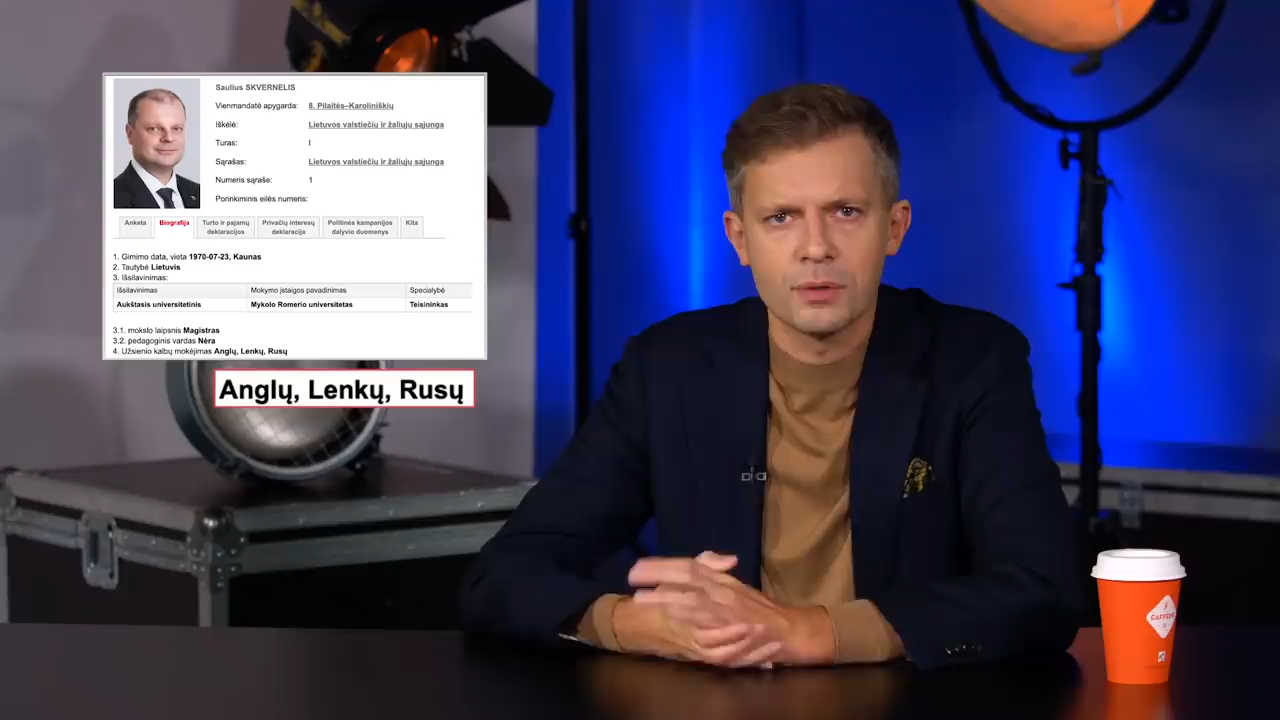 Saulius SKVERNELIS
Vienmandatė apygarda: 8. Pilaitės–Karoliniškių
Iškėlė: Lietuvos valstiečių ir žaliųjų sąjunga
Turas: I
Sąrašas: Lietuvos valstiečių ir žaliųjų sąjunga
Numeris sąraše: 1
Porinkiminis eilės numeris:
Anketa Biografija Turto ir pajamų deklaracijos Privačių interesų deklaracija Politinės kampanijos dalyvio duomenys Kita
1. Gimimo data, vieta 1970-07-23, Kaunas
2. Tautybė Lietuvis
3. Išsilavinimas:
Išsilavinimas Mokymo įstaigos pavadinimas Specialybė
Aukštasis universitetinis Mykolo Romerio universitetas Teisininkas
3.1. mokslo laipsnis Magistras
3.2. pedagoginis vardas Nėra
4. Užsienio kalbų mokėjimas Anglų, Lenkų, Rusų
Anglų, Lenkų, Rusų
CAFFEINE